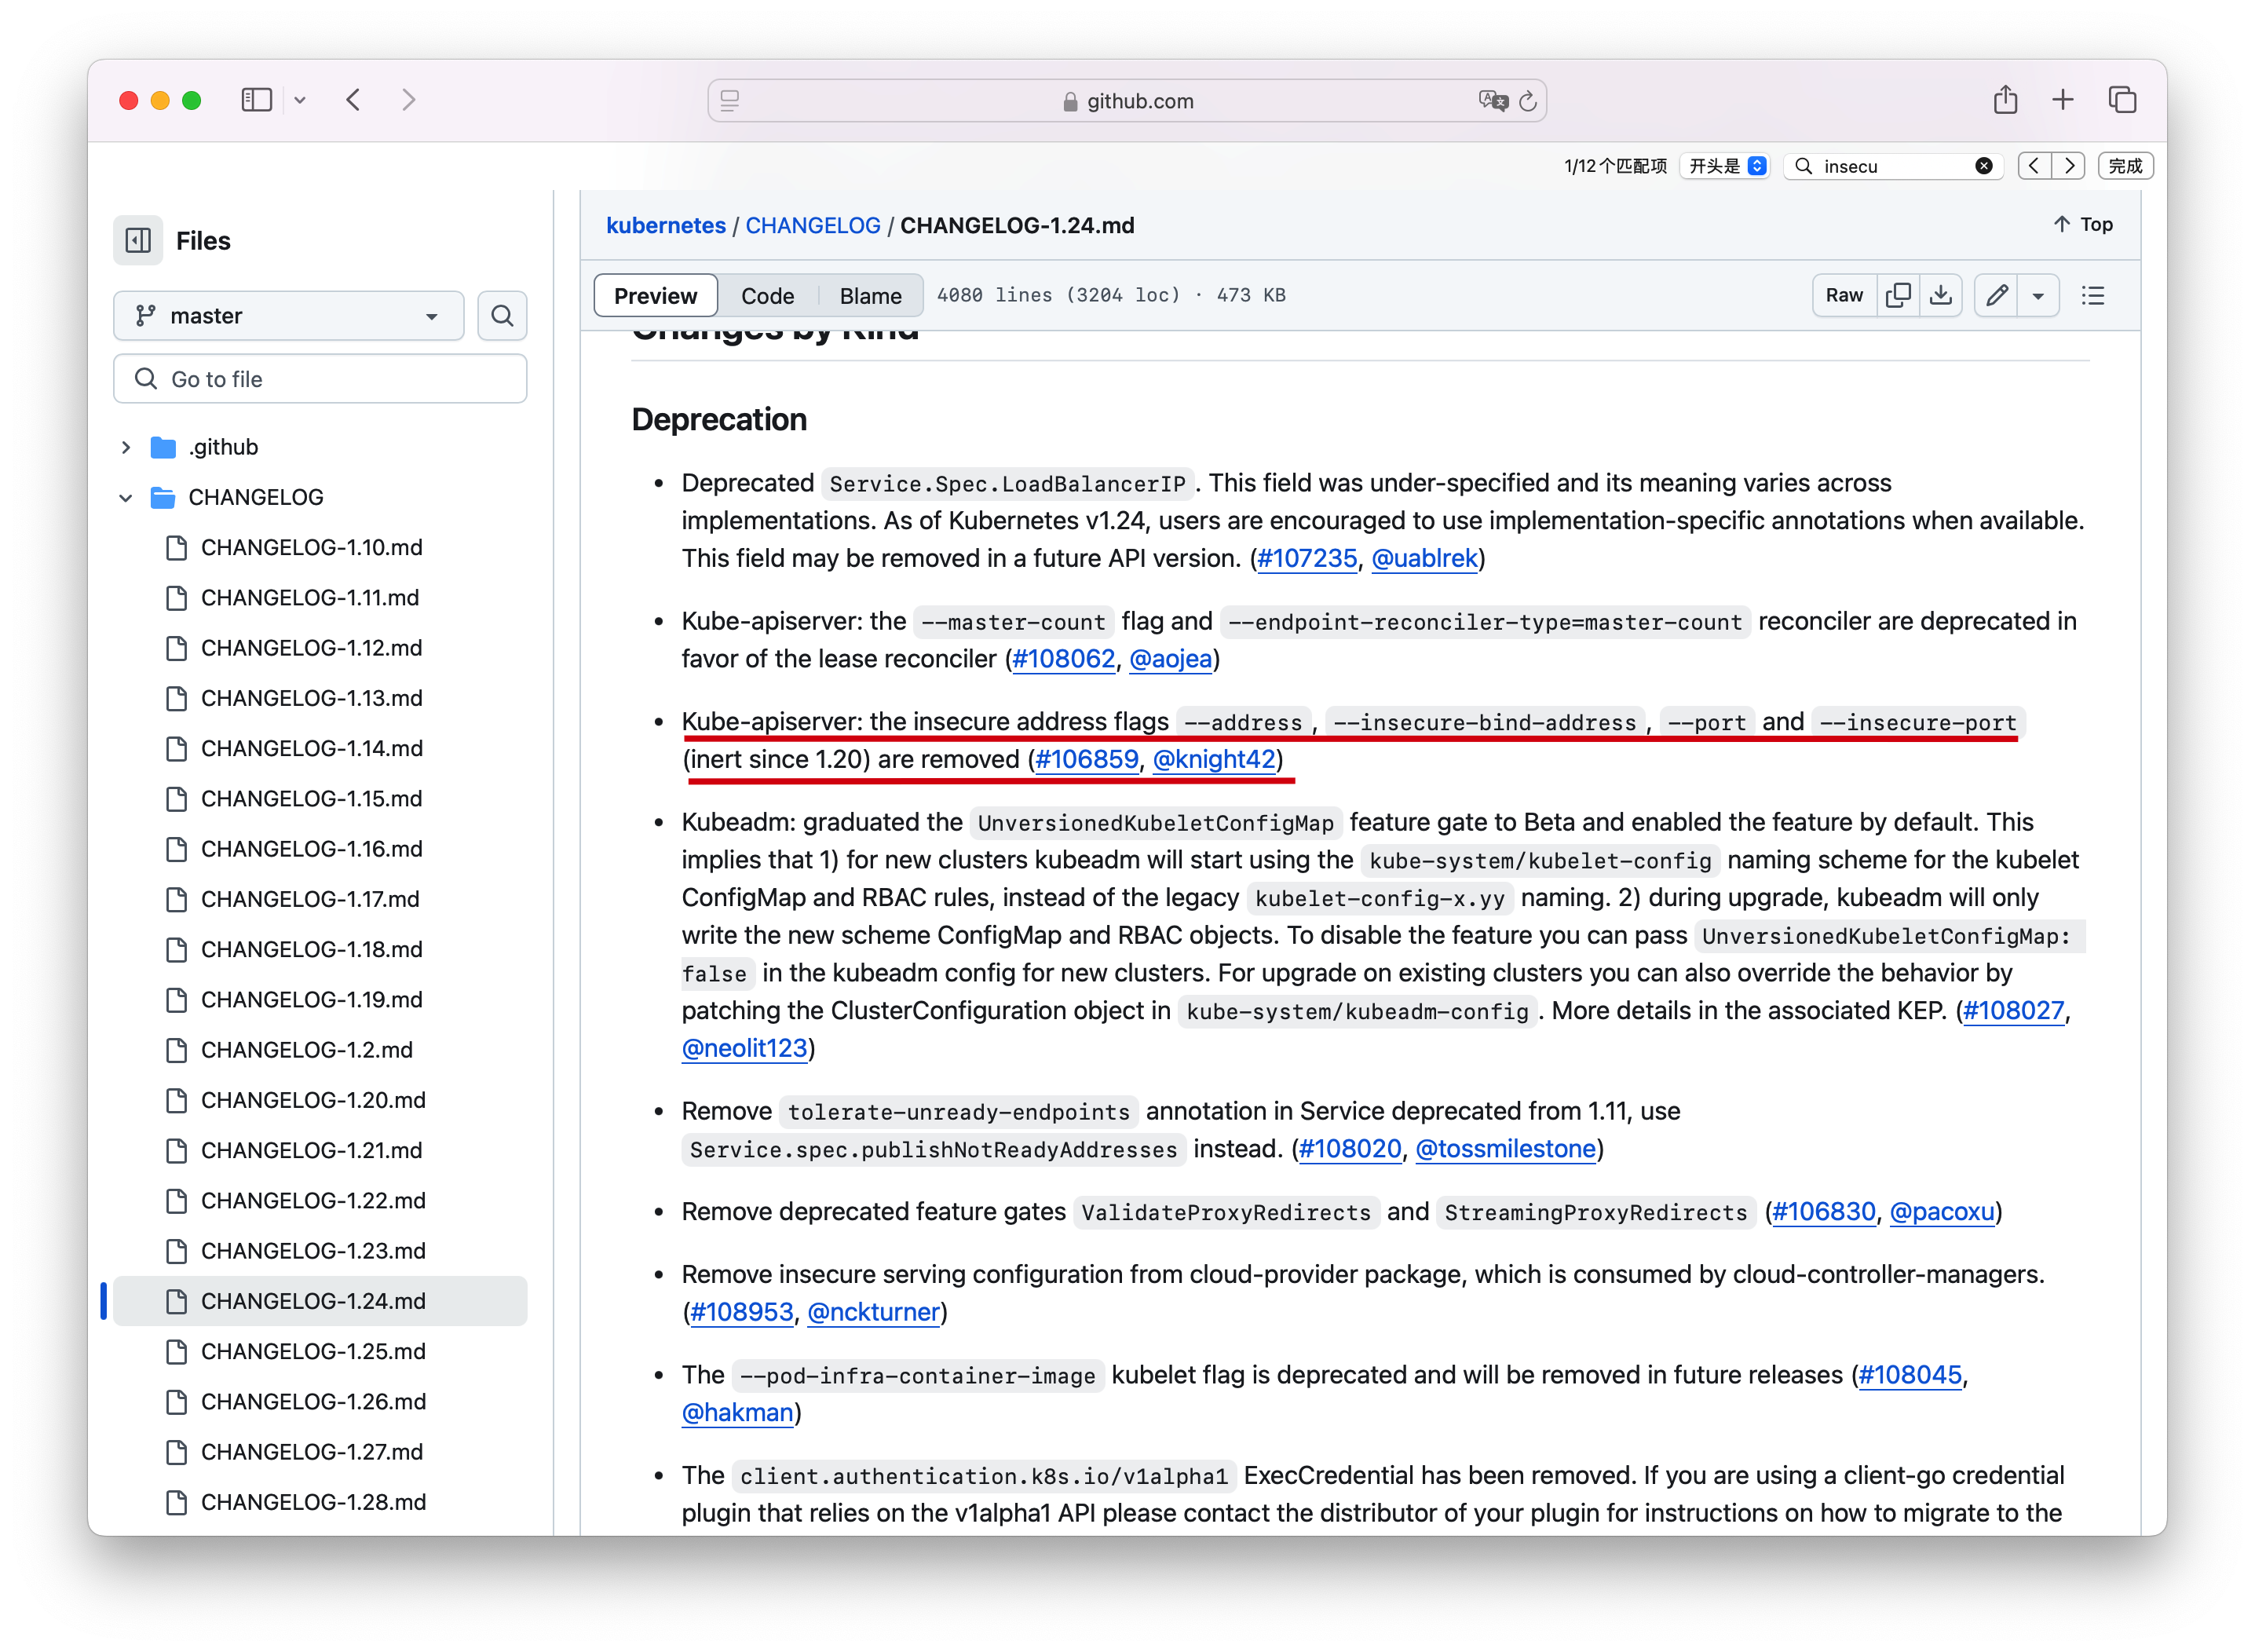 github.com
1/12 个匹配项
开头是
insecu
完成
Files
master
Go to file
.github
CHANGELOG
CHANGELOG-1.10.md
CHANGELOG-1.11.md
CHANGELOG-1.12.md
CHANGELOG-1.13.md
CHANGELOG-1.14.md
CHANGELOG-1.15.md
CHANGELOG-1.16.md
CHANGELOG-1.17.md
CHANGELOG-1.18.md
CHANGELOG-1.19.md
CHANGELOG-1.2.md
CHANGELOG-1.20.md
CHANGELOG-1.21.md
CHANGELOG-1.22.md
CHANGELOG-1.23.md
CHANGELOG-1.24.md
CHANGELOG-1.25.md
CHANGELOG-1.26.md
CHANGELOG-1.27.md
CHANGELOG-1.28.md
kubernetes / CHANGELOG / CHANGELOG-1.24.md
Top
Preview Code Blame 4080 lines (3204 loc) · 473 KB
Raw
Changes by Kind
Deprecation
• Deprecated Service.Spec.LoadBalancerIP. This field was under-specified and its meaning varies across
implementations. As of Kubernetes v1.24, users are encouraged to use implementation-specific annotations when available.
This field may be removed in a future API version. (#107235, @uablrek)
• Kube-apiserver: the --master-count flag and --endpoint-reconciler-type=master-count reconciler are deprecated in
favor of the lease reconciler (#108062, @aojea)
• Kube-apiserver: the insecure address flags --address, --insecure-bind-address, --port and --insecure-port
(inert since 1.20) are removed (#106859, @knight42)
• Kubeadm: graduated the UnversionedKubeletConfigMap feature gate to Beta and enabled the feature by default. This
implies that 1) for new clusters kubeadm will start using the kube-system/kubelet-config naming scheme for the kubelet
ConfigMap and RBAC rules, instead of the legacy kubelet-config-x.yy naming. 2) during upgrade, kubeadm will only
write the new scheme ConfigMap and RBAC objects. To disable the feature you can pass UnversionedKubeletConfigMap:
false in the kubeadm config for new clusters. For upgrade on existing clusters you can also override the behavior by
patching the ClusterConfiguration object in kube-system/kubeadm-config. More details in the associated KEP. (#108027,
@neolit123)
• Remove tolerate-unready-endpoints annotation in Service deprecated from 1.11, use
Service.spec.publishNotReadyAddresses instead. (#108020, @tossmilestone)
• Remove deprecated feature gates ValidateProxyRedirects and StreamingProxyRedirects (#106830, @pacoxu)
• Remove insecure serving configuration from cloud-provider package, which is consumed by cloud-controller-managers.
(#108953, @nckturner)
• The --pod-infra-container-image kubelet flag is deprecated and will be removed in future releases (#108045,
@hakman)
• The client.authentication.k8s.io/v1alpha1 ExecCredential has been removed. If you are using a client-go credential
plugin that relies on the v1alpha1 API please contact the distributor of your plugin for instructions on how to migrate to the